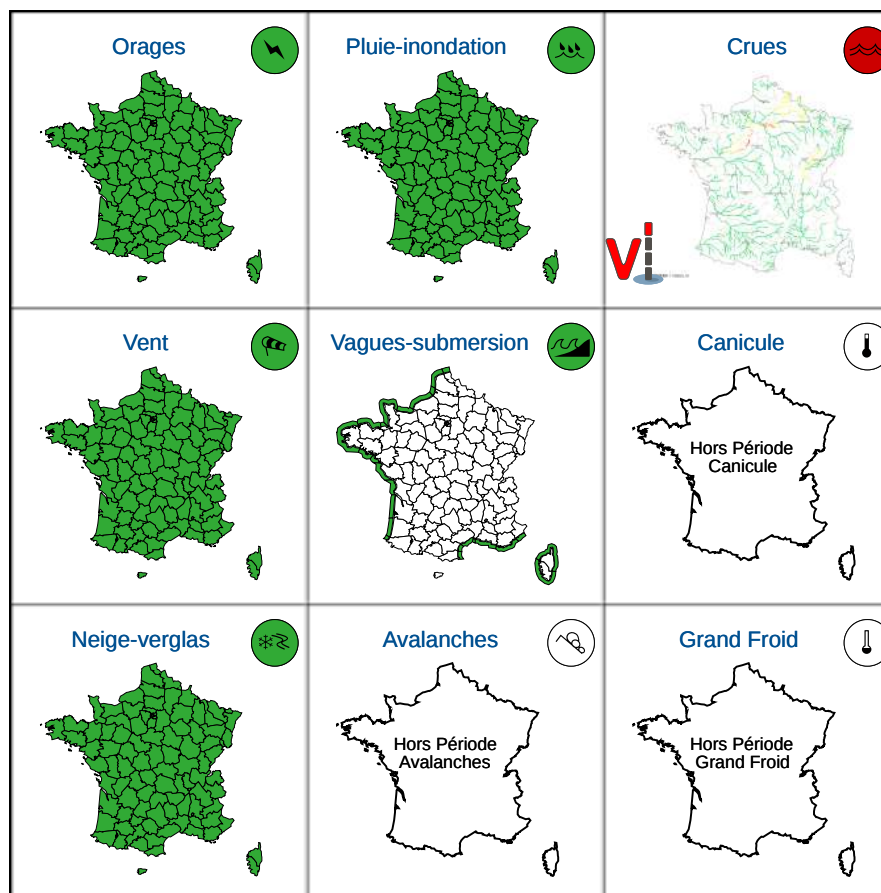 Orages
Pluie-inondation
Crues
Vi
Vent
Vagues-submersion
Canicule
Hors Période
Canicule
Neige-verglas
Avalanches
Hors Période
Avalanches
Grand Froid
Hors Période
Grand Froid